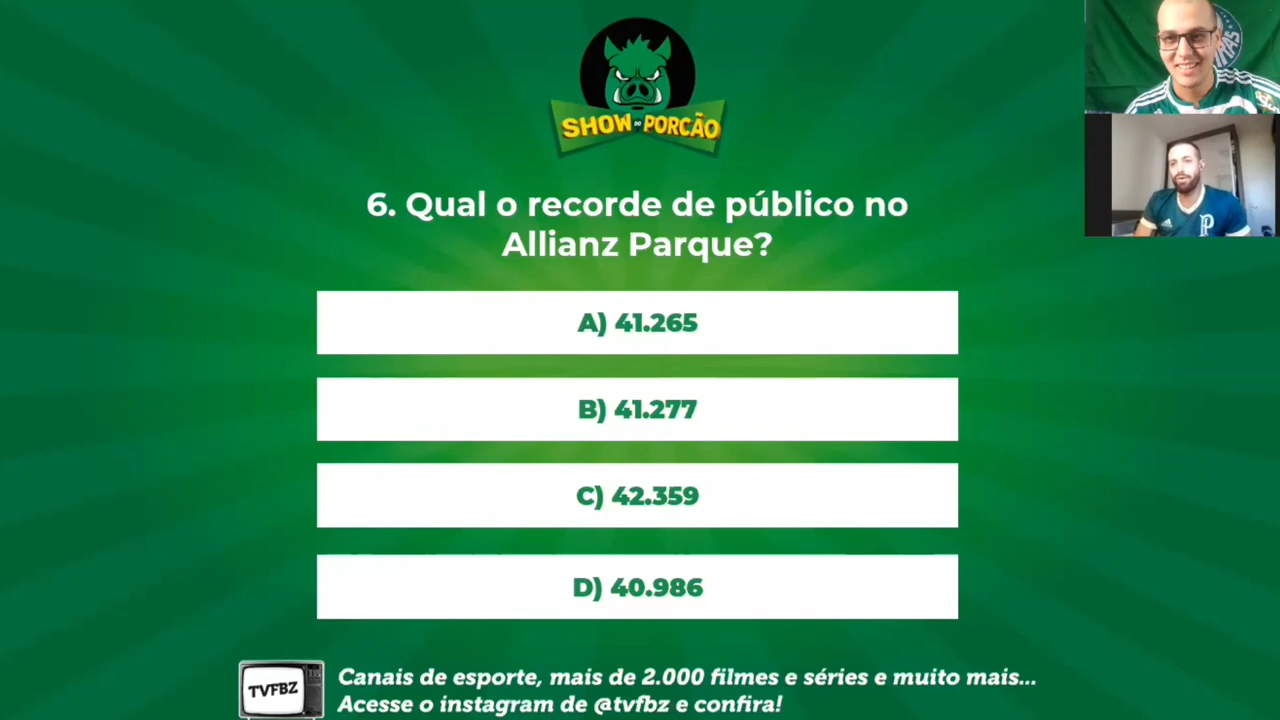 SHOW DO PORCÃO
6. Qual o recorde de público no
Allianz Parque?
A) 41.265
B) 41.277
C) 42.359
D) 40.986
TVFBZ
Canais de esporte, mais de 2.000 filmes e séries e muito mais...
Acesse o instagram de @tvfbz e confira!